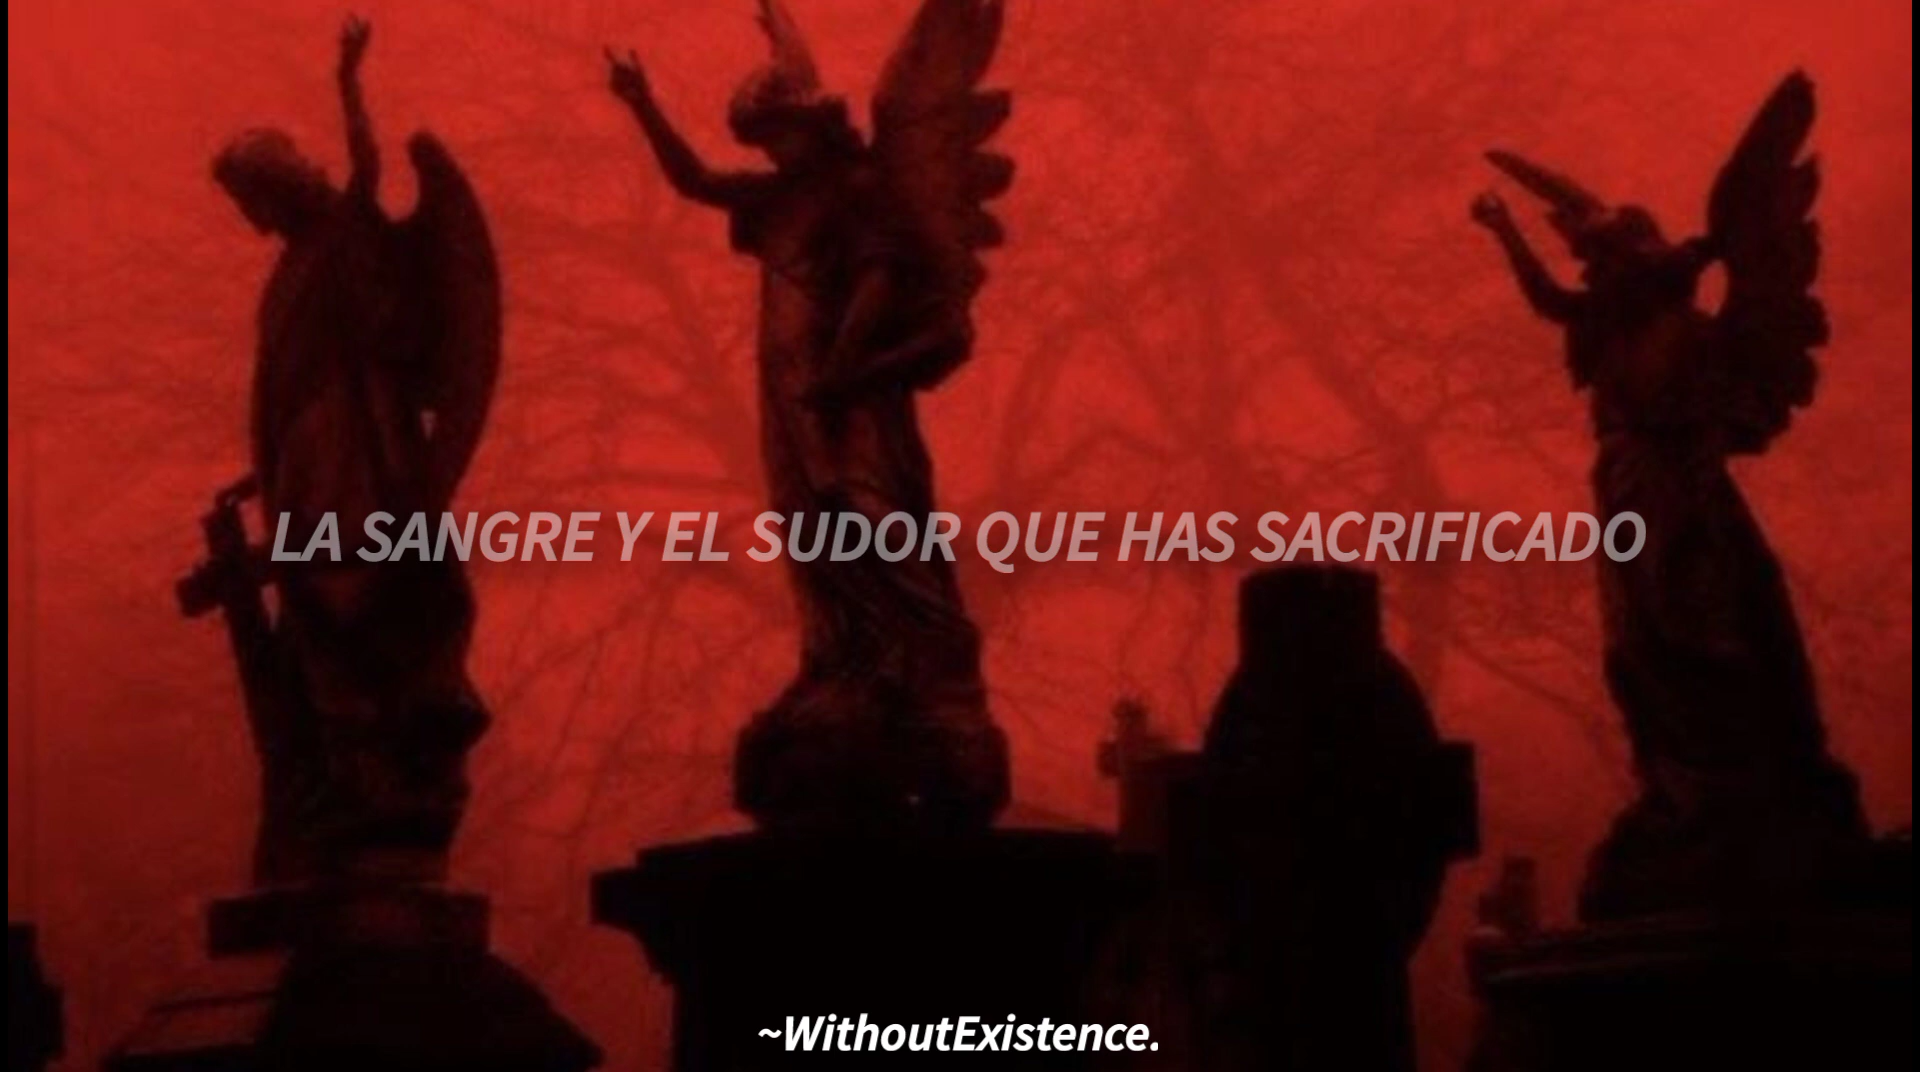 LA SANGRE Y EL SUDOR QUE HAS SACRIFICADO
~WithoutExistence.